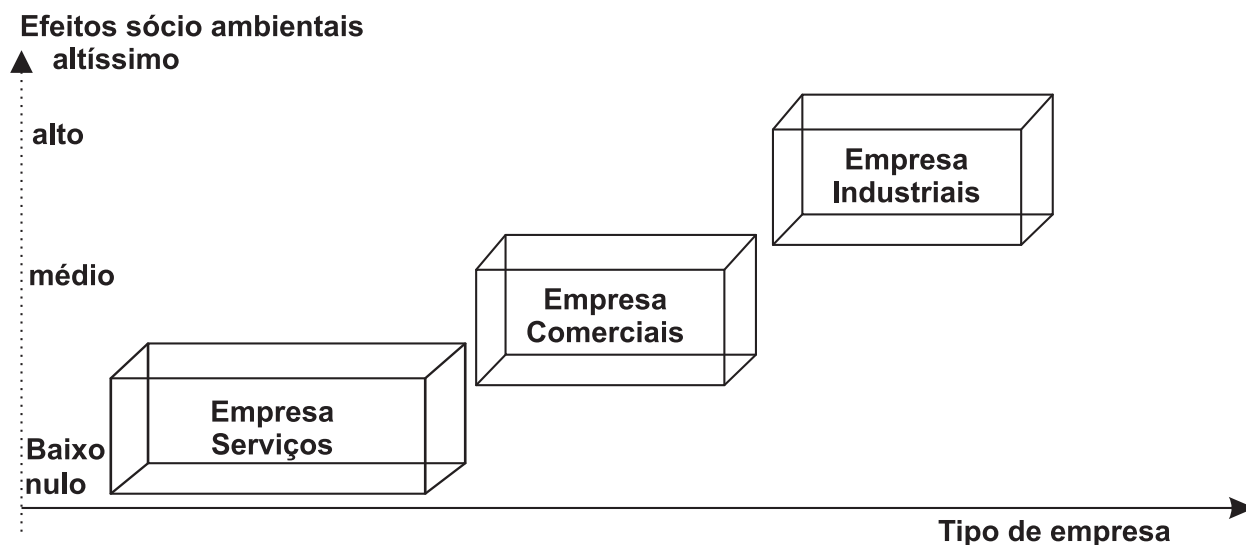 Efeitos sócio ambientais
altíssimo
alto
Empresa
Industriais
médio
Empresa
Comerciais
Empresa
Serviços
Baixo
nulo
Tipo de empresa